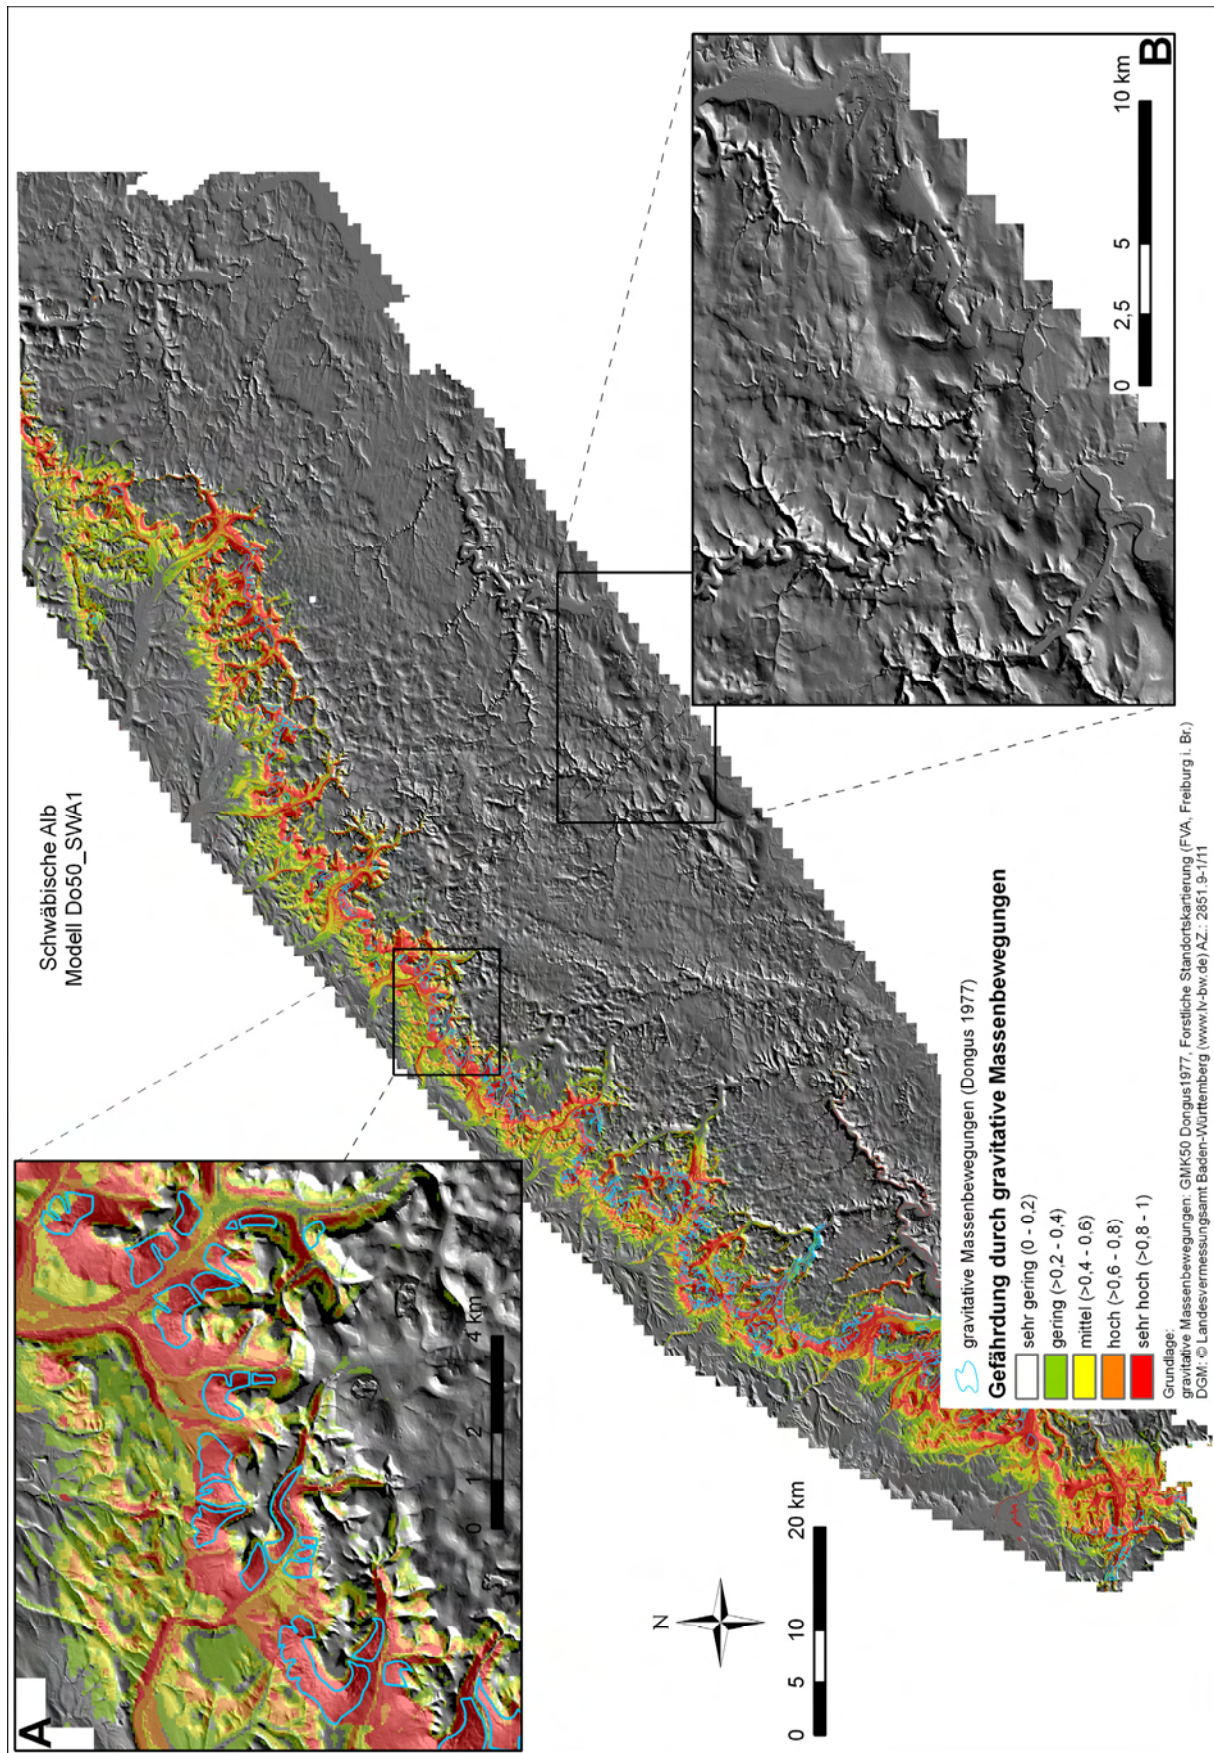 Schwäbische Alb
Modell Do50_SWA1
A
0 1 2 4 km
B
0 2,5 5 10 km
N
0 5 10 20 km
gravitative Massenbewegungen (Dongus 1977)
Gefährdung durch gravitative Massenbewegungen
sehr gering (0 - 0,2)
gering (>0,2 - 0,4)
mittel (>0,4 - 0,6)
hoch (>0,6 - 0,8)
sehr hoch (>0,8 - 1)
Grundlage:
gravitative Massenbewegungen: GMK50 Dongus1977, Forstliche Standortskartierung (FVA, Freiburg i. Br.)
DGM: © Landesvermessungsamt Baden-Württemberg (www.lv-bw.de) AZ.: 2851.9-1/11